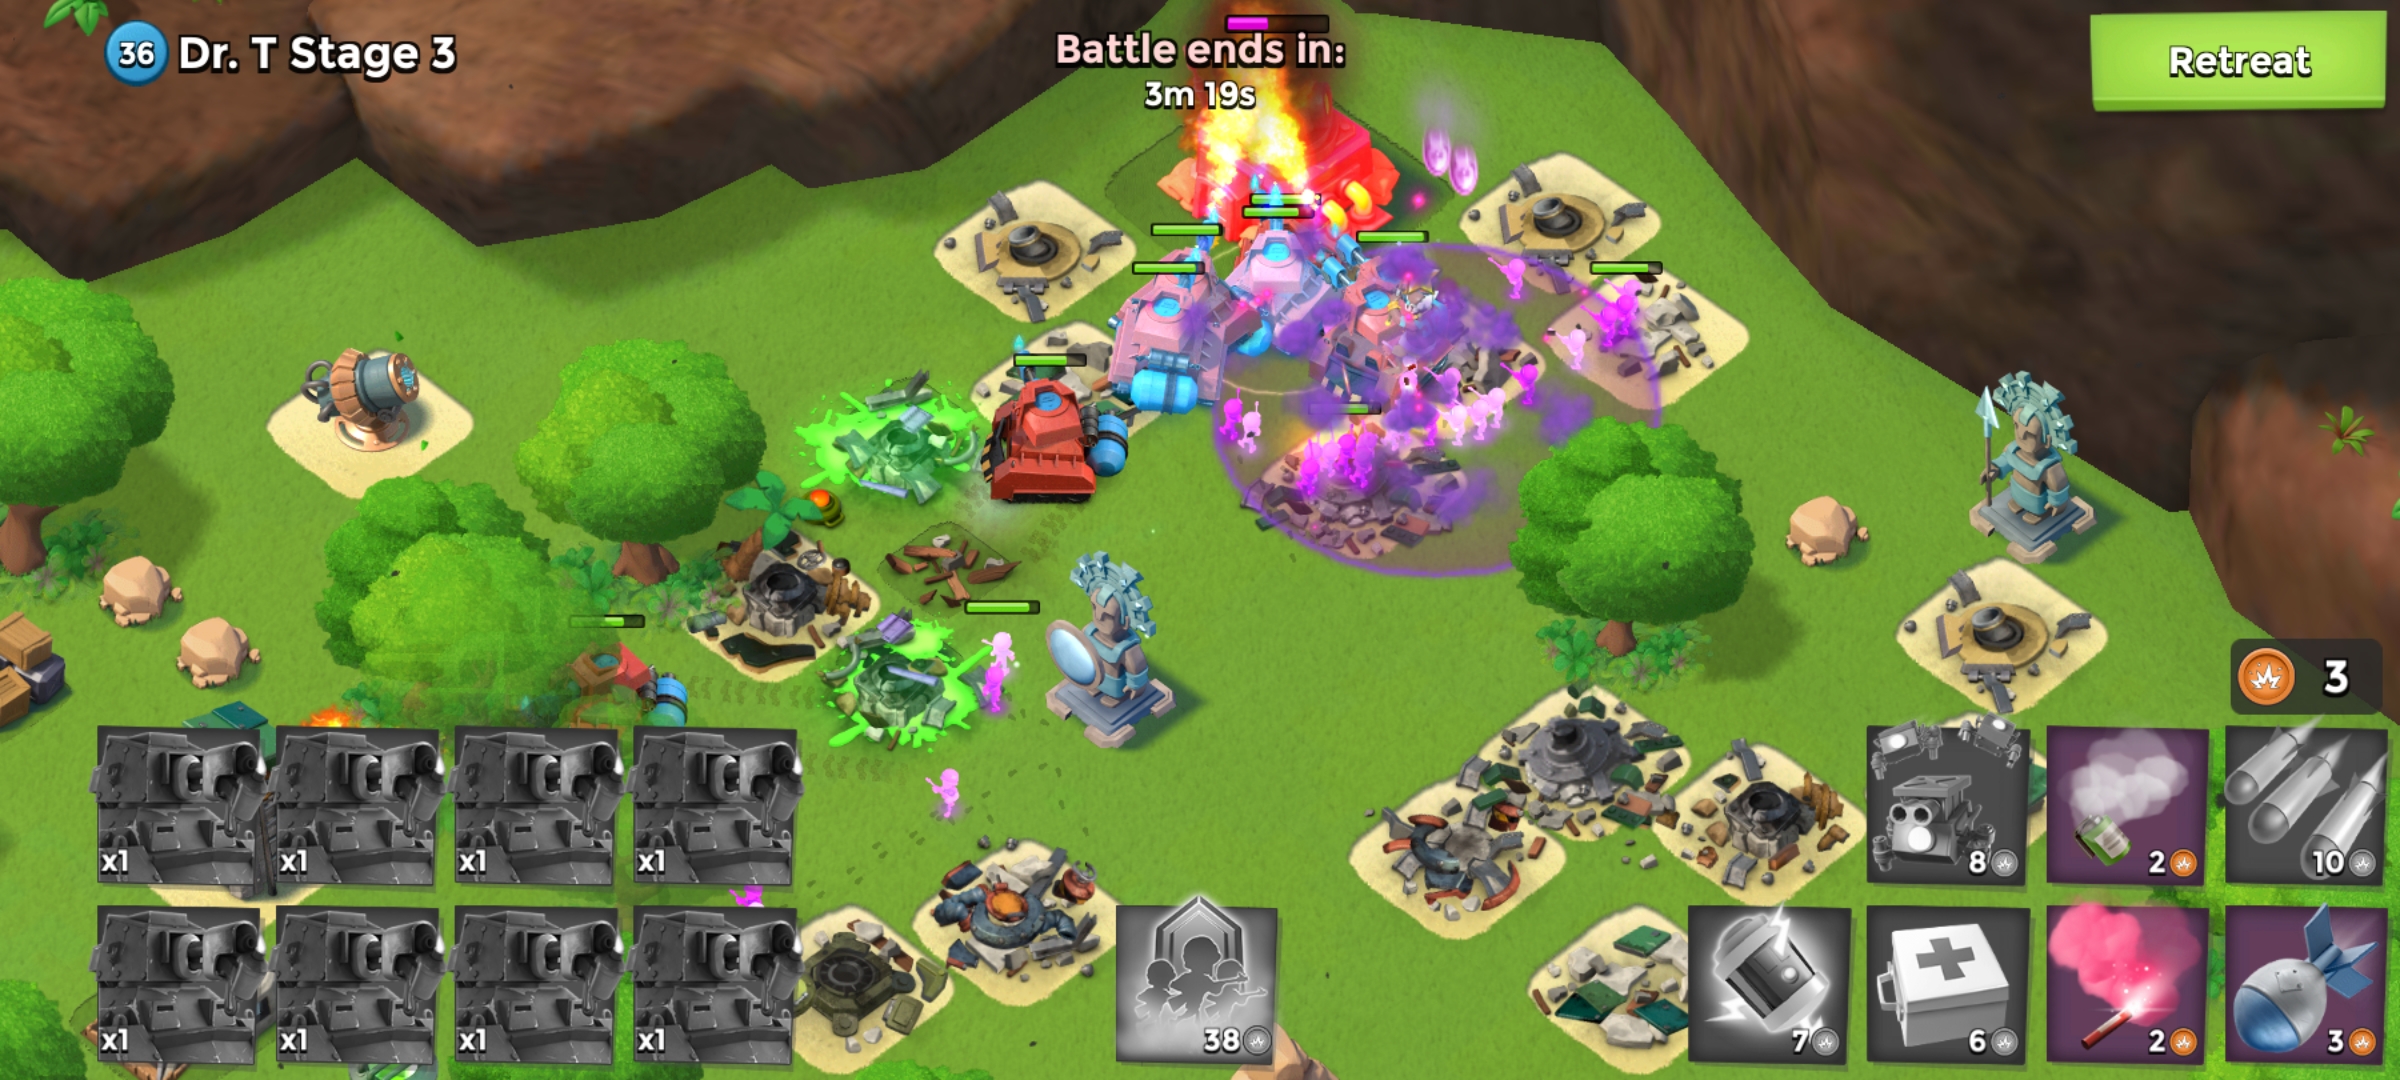 36 Dr. T Stage 3
Battle ends in:
3m 19s
Retreat
3
x1 x1 x1 x1
8 2 10
x1 x1 x1 x1
38 7 6 2 3